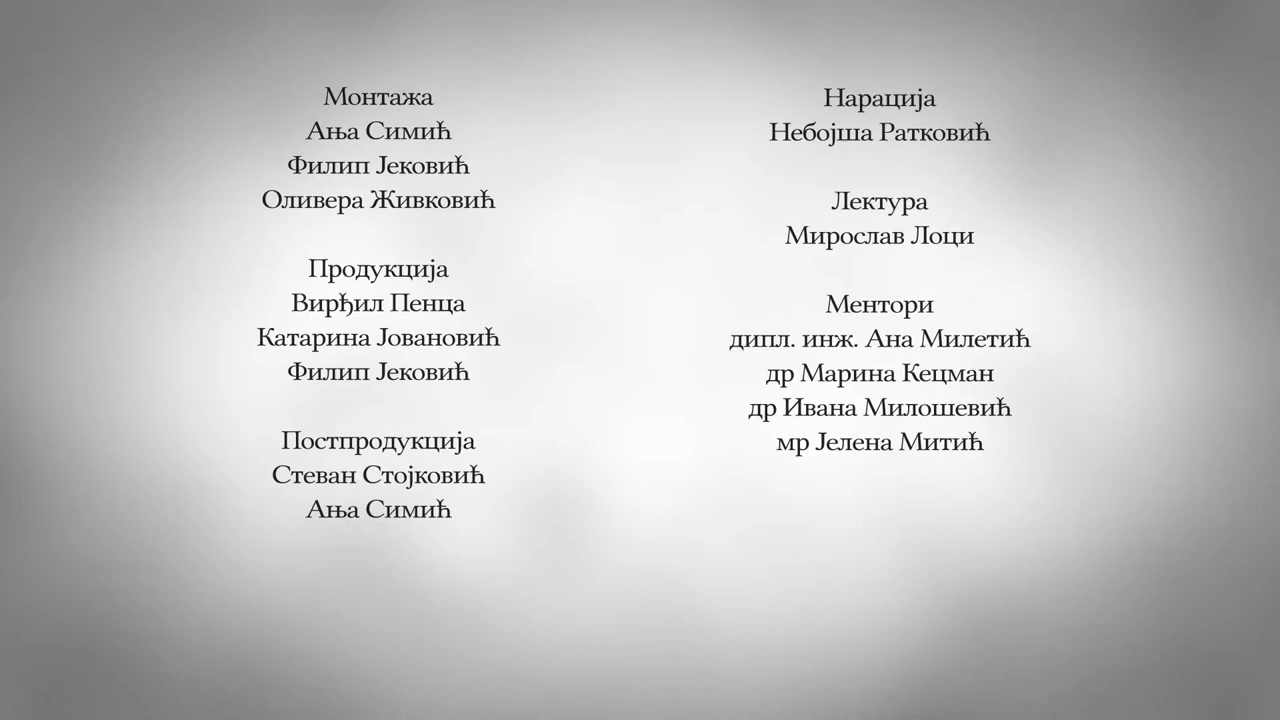 Монтажа
Ања Симић
Филип Јековић
Оливера Живковић
Продукција
Вирђил Пенца
Катарина Јовановић
Филип Јековић
Постпродукција
Стеван Стојковић
Ања Симић
Нарација
Небојша Ратковић
Лектура
Мирослав Лоци
Ментори
дипл. инж. Ана Милетић
др Марина Кецман
др Ивана Милошевић
мр Јелена Митић